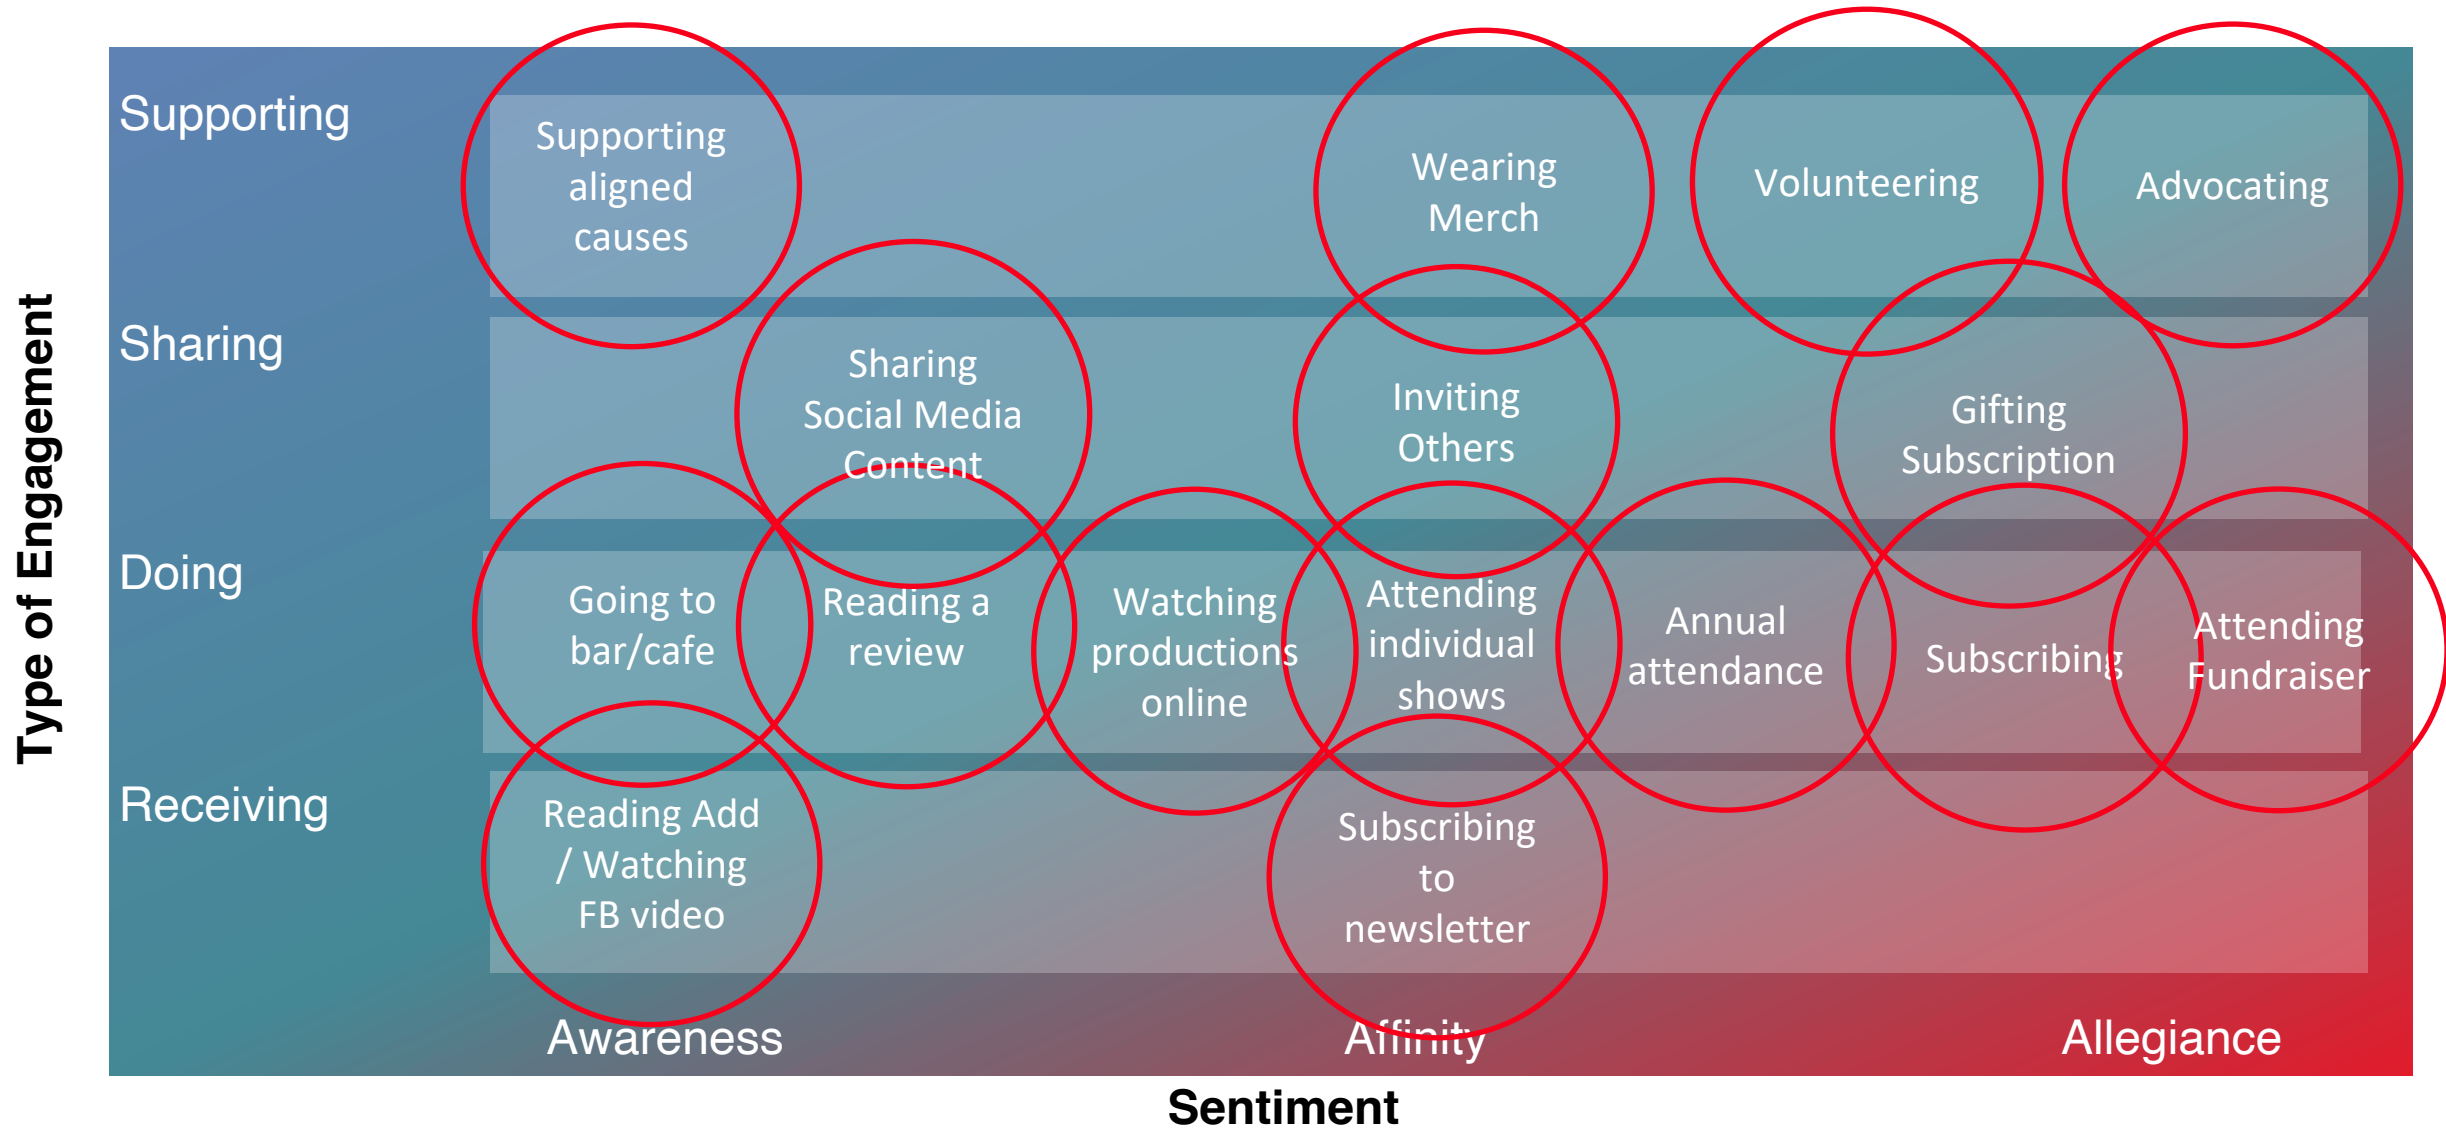 Type of Engagement
Supporting
Supporting
aligned
causes
Wearing
Merch
Volunteering
Advocating
Sharing
Sharing
Social Media
Content
Inviting
Others
Gifting
Subscription
Doing
Going to
bar/cafe
Reading a
review
Watching
productions
online
Attending
individual
shows
Annual
attendance
Subscribing
Attending
Fundraiser
Receiving
Reading Add
/ Watching
FB video
Subscribing
to
newsletter
Awareness
Affinity
Allegiance
Sentiment